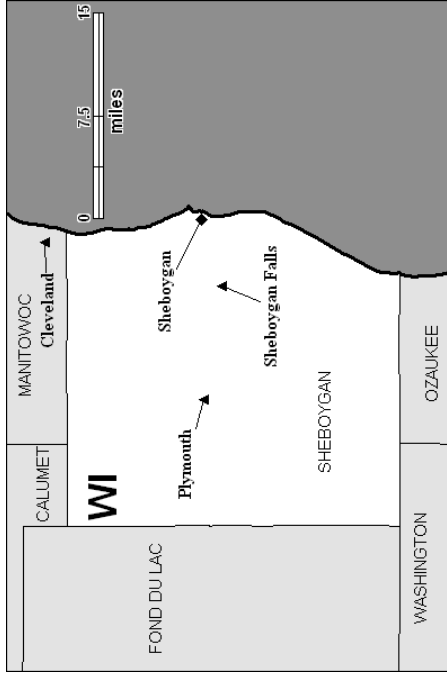 CALUMET
MANITOWOC
Cleveland
0 7.5 15
miles
WI
FOND DU LAC
Plymouth
Sheboygan
Sheboygan Falls
SHEBOYGAN
WASHINGTON
OZAUKEE